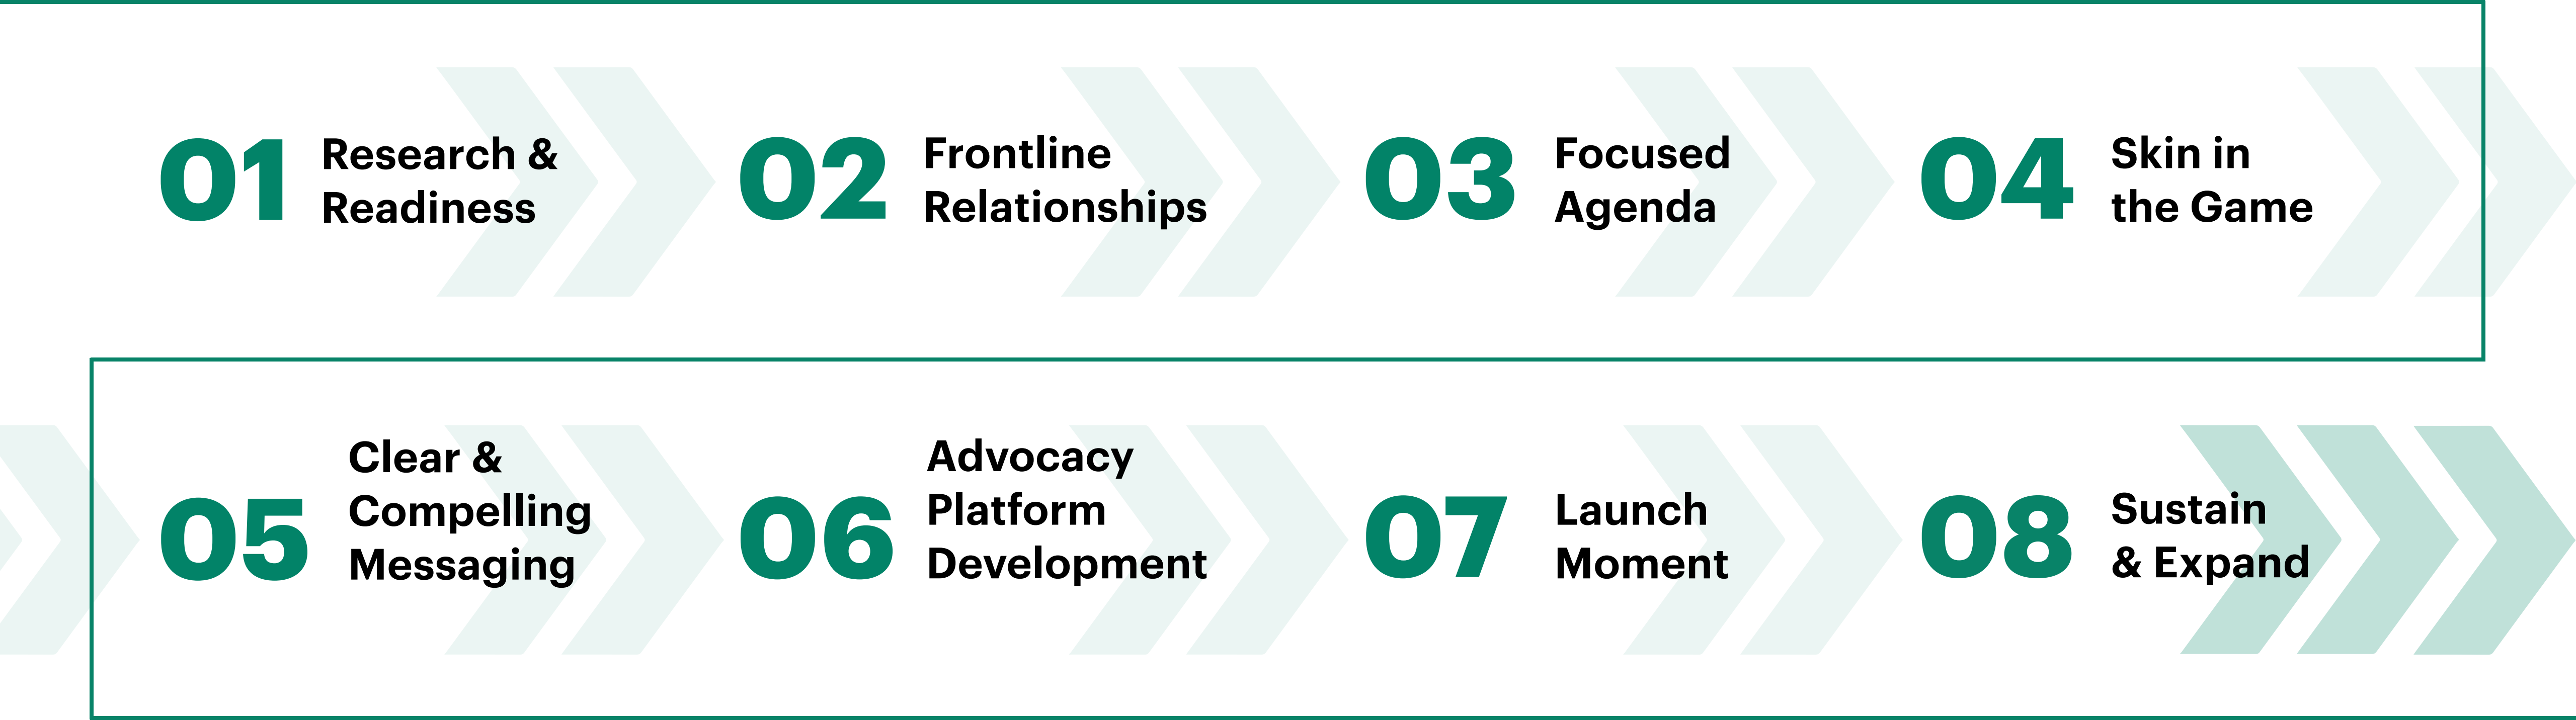 01
Research &
Readiness
02
Frontline
Relationships
03
Focused
Agenda
04
Skin in
the Game
05
Clear &
Compelling
Messaging
06
Advocacy
Platform
Development
07
Launch
Moment
08
Sustain
& Expand